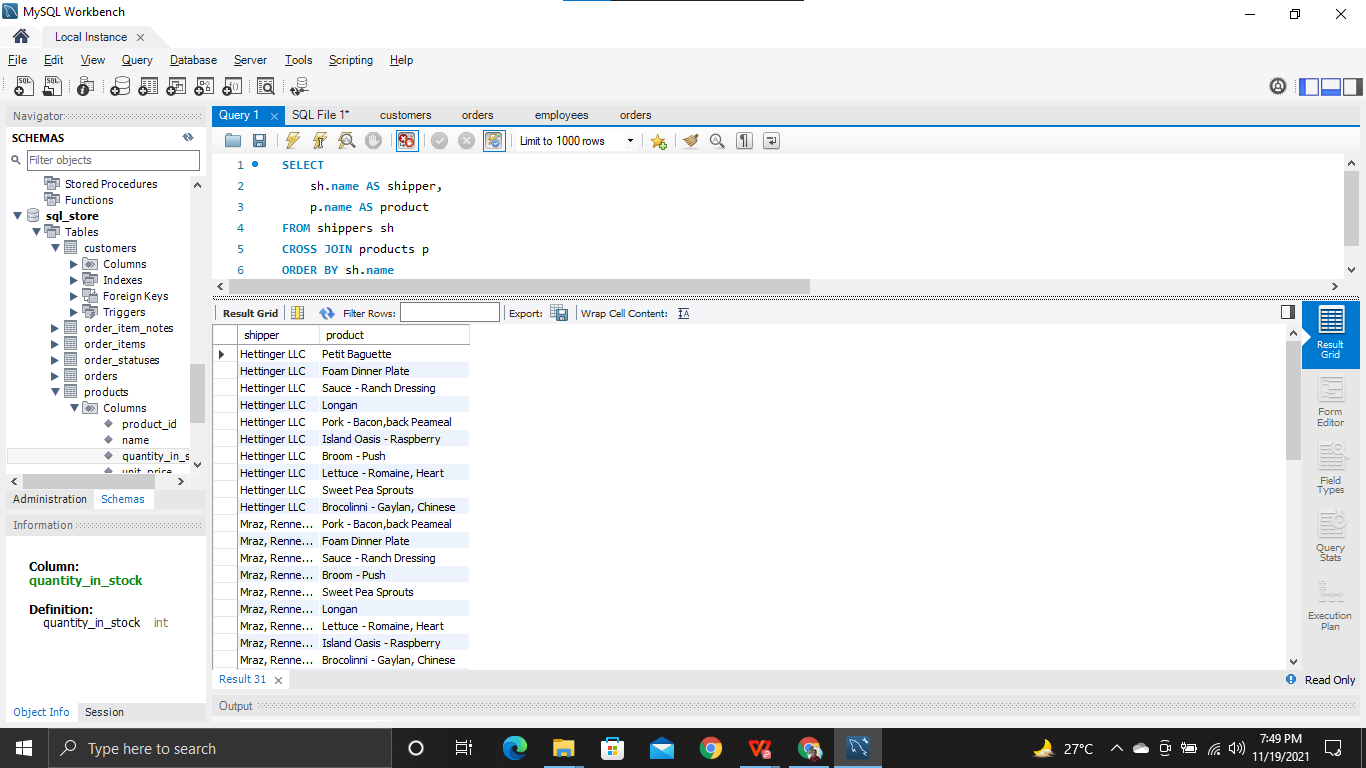 MySQL Workbench
Local Instance
File Edit View Query Database Server Tools Scripting Help
Navigator
SCHEMAS
Filter objects
Stored Procedures
Functions
sql_store
Tables
customers
Columns
Indexes
Foreign Keys
Triggers
order_item_notes
order_items
order_statuses
orders
products
Columns
product_id
name
quantity_in_s
unit_price
Administration Schemas
Information
Column:
quantity_in_stock
Definition:
quantity_in_stock int
Object Info Session
Query 1 SQL File 1* customers orders employees orders
Limit to 1000 rows
1 SELECT
2 sh.name AS shipper,
3 p.name AS product
4 FROM shippers sh
5 CROSS JOIN products p
6 ORDER BY sh.name
Result Grid Filter Rows: Export: Wrap Cell Content:
shipper product
Hettinger LLC Petit Baguette
Hettinger LLC Foam Dinner Plate
Hettinger LLC Sauce - Ranch Dressing
Hettinger LLC Longan
Hettinger LLC Pork - Bacon,back Peameal
Hettinger LLC Island Oasis - Raspberry
Hettinger LLC Broom - Push
Hettinger LLC Lettuce - Romaine, Heart
Hettinger LLC Sweet Pea Sprouts
Hettinger LLC Brocolinni - Gaylan, Chinese
Mraz, Renne... Pork - Bacon,back Peameal
Mraz, Renne... Foam Dinner Plate
Mraz, Renne... Sauce - Ranch Dressing
Mraz, Renne... Broom - Push
Mraz, Renne... Sweet Pea Sprouts
Mraz, Renne... Longan
Mraz, Renne... Lettuce - Romaine, Heart
Mraz, Renne... Island Oasis - Raspberry
Mraz, Renne... Brocolinni - Gaylan, Chinese
Result
Grid
Form
Editor
Field
Types
Query
Stats
Execution
Plan
Result 31
Read Only
Output
Type here to search
27°C
7:49 PM
11/19/2021